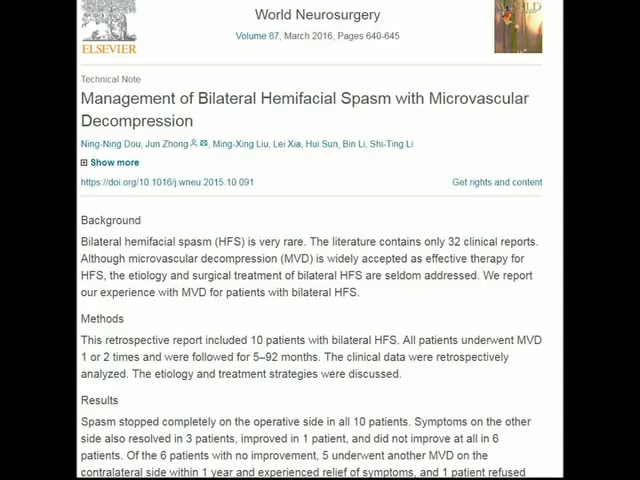 World Neurosurgery
Volume 87, March 2016, Pages 640-645
ELSEVIER
WORLD
Technical Note
Management of Bilateral Hemifacial Spasm with Microvascular
Decompression
Ning-Ning Dou, Jun Zhong, Ming-Xing Liu, Lei Xia, Hui Sun, Bin Li, Shi-Ting Li
Show more
https://doi.org/10.1016/j.wneu.2015.10.091 Get rights and content
Background
Bilateral hemifacial spasm (HFS) is very rare. The literature contains only 32 clinical reports.
Although microvascular decompression (MVD) is widely accepted as effective therapy for
HFS, the etiology and surgical treatment of bilateral HFS are seldom addressed. We report
our experience with MVD for patients with bilateral HFS.
Methods
This retrospective report included 10 patients with bilateral HFS. All patients underwent MVD
1 or 2 times and were followed for 5–92 months. The clinical data were retrospectively
analyzed. The etiology and treatment strategies were discussed.
Results
Spasm stopped completely on the operative side in all 10 patients. Symptoms on the other
side also resolved in 3 patients, improved in 1 patient, and did not improve at all in 6
patients. Of the 6 patients with no improvement, 5 underwent another MVD on the
contralateral side within 1 year and experienced relief of symptoms, and 1 patient refused